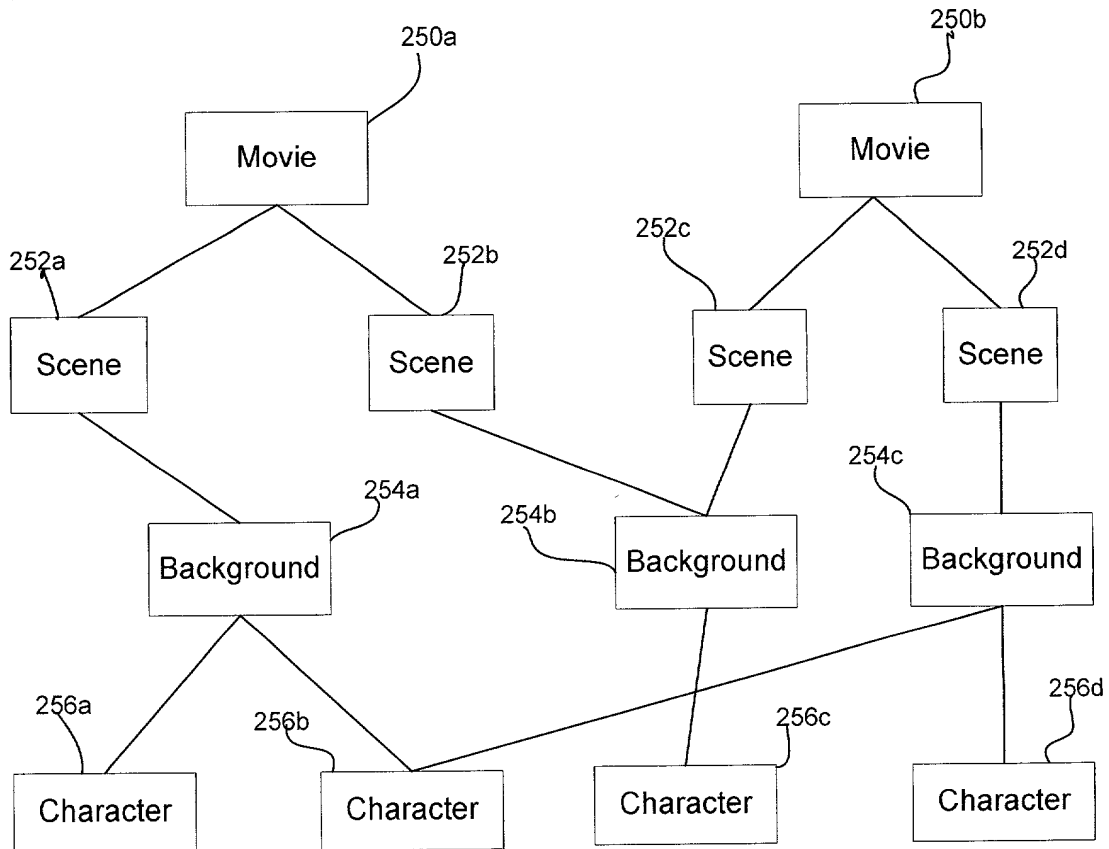 250a
250b
Movie
Movie
252a
252b
252c
252d
Scene
Scene
Scene
Scene
254a
254b
254c
Background
Background
Background
256a
256b
256c
256d
Character
Character
Character
Character